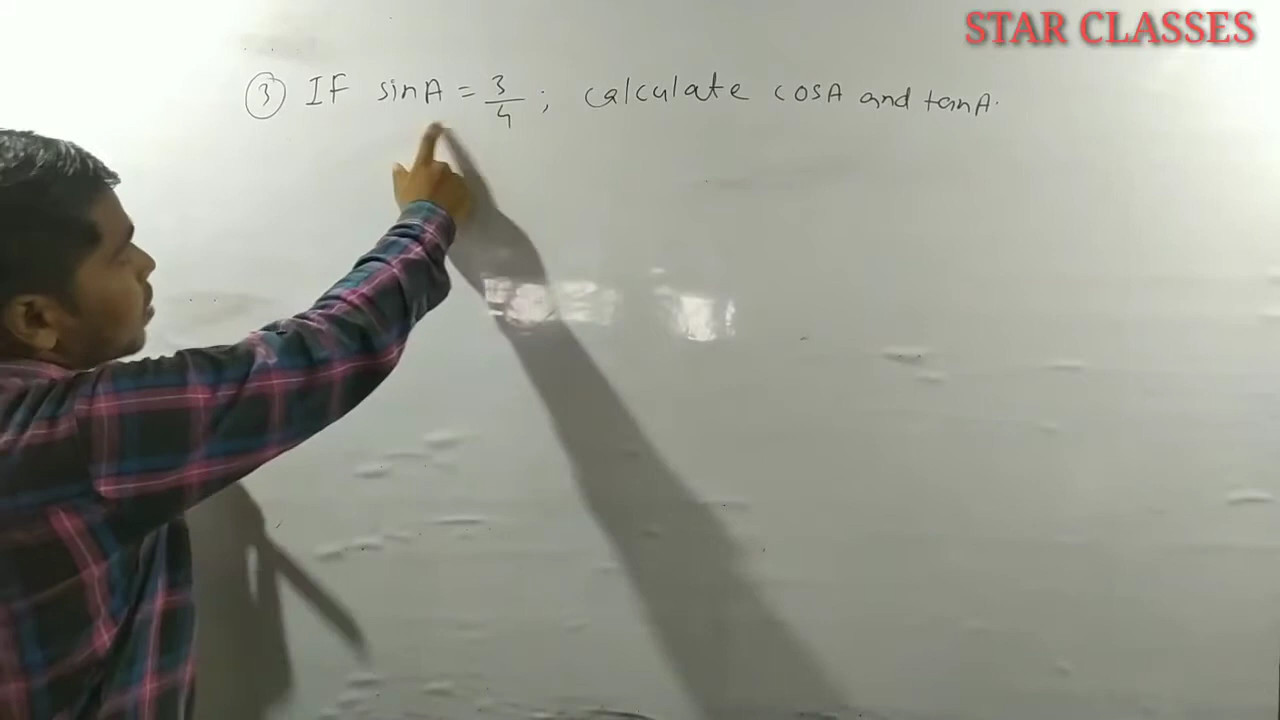 STAR CLASSES
③ IF sinA = 3/4 ; calculate cosA and tanA.